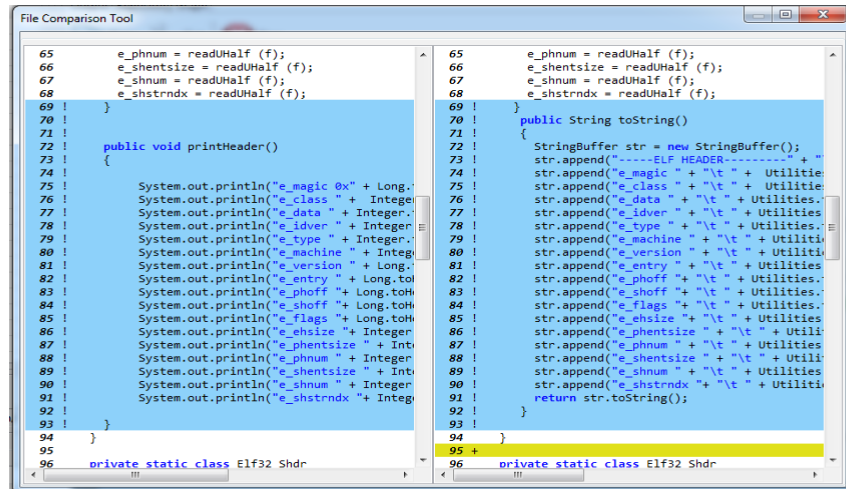 File Comparison Tool
65 e_phnum = readUHalf (f);
66 e_shentsize = readUHalf (f);
67 e_shnum = readUHalf (f);
68 e_shstrndx = readUHalf (f);
69 ! }
70 !
71 !
72 ! public void printHeader()
73 ! {
74 !
75 ! System.out.println("e_magic 0x" + Long.
76 ! System.out.println("e_class " + Integer
77 ! System.out.println("e_data " + Integer.
78 ! System.out.println("e_idver " + Integer
79 ! System.out.println("e_type " + Integer.
80 ! System.out.println("e_machine " + Integ
81 ! System.out.println("e_version " + Long.
82 ! System.out.println("e_entry " + Long.to
83 ! System.out.println("e_phoff "+ Long.toHe
84 ! System.out.println("e_shoff "+ Long.toHe
85 ! System.out.println("e_flags "+ Long.toHe
86 ! System.out.println("e_ehsize "+ Integer
87 ! System.out.println("e_phentsize " + Int
88 ! System.out.println("e_phnum " + Integer
89 ! System.out.println("e_shentsize " + Int
90 ! System.out.println("e_shnum " + Integer
91 ! System.out.println("e_shstrndx "+ Integ
92 !
93 ! }
94 }
95
96 private static class Elf32_Shdr
65 e_phnum = readUHalf (f);
66 e_shentsize = readUHalf (f);
67 e_shnum = readUHalf (f);
68 e_shstrndx = readUHalf (f);
69 ! }
70 ! public String toString()
71 ! {
72 ! StringBuffer str = new StringBuffer();
73 ! str.append("-----ELF HEADER---------" + "
74 ! str.append("e_magic " + "\t " + Utilitie
75 ! str.append("e_class " + "\t " + Utilitie
76 ! str.append("e_data " + "\t " + Utilities.
77 ! str.append("e_idver " + "\t " + Utilities
78 ! str.append("e_type " + "\t " + Utilities.
79 ! str.append("e_machine " + "\t " + Utiliti
80 ! str.append("e_version " + "\t " + Utiliti
81 ! str.append("e_entry " + "\t " + Utilities
82 ! str.append("e_phoff "+ "\t " + Utilities.
83 ! str.append("e_shoff "+ "\t " + Utilities.
84 ! str.append("e_flags "+ "\t " + Utilities.
85 ! str.append("e_ehsize "+ "\t " + Utilities
86 ! str.append("e_phentsize " + "\t " + Utili
87 ! str.append("e_phnum " + "\t " + Utilities
88 ! str.append("e_shentsize " + "\t " + Utili
89 ! str.append("e_shnum " + "\t " + Utilities
90 ! str.append("e_shstrndx "+ "\t " + Utilitie
91 ! return str.toString();
92 ! }
93 !
94 }
95 +
96 private static class Elf32_Shdr